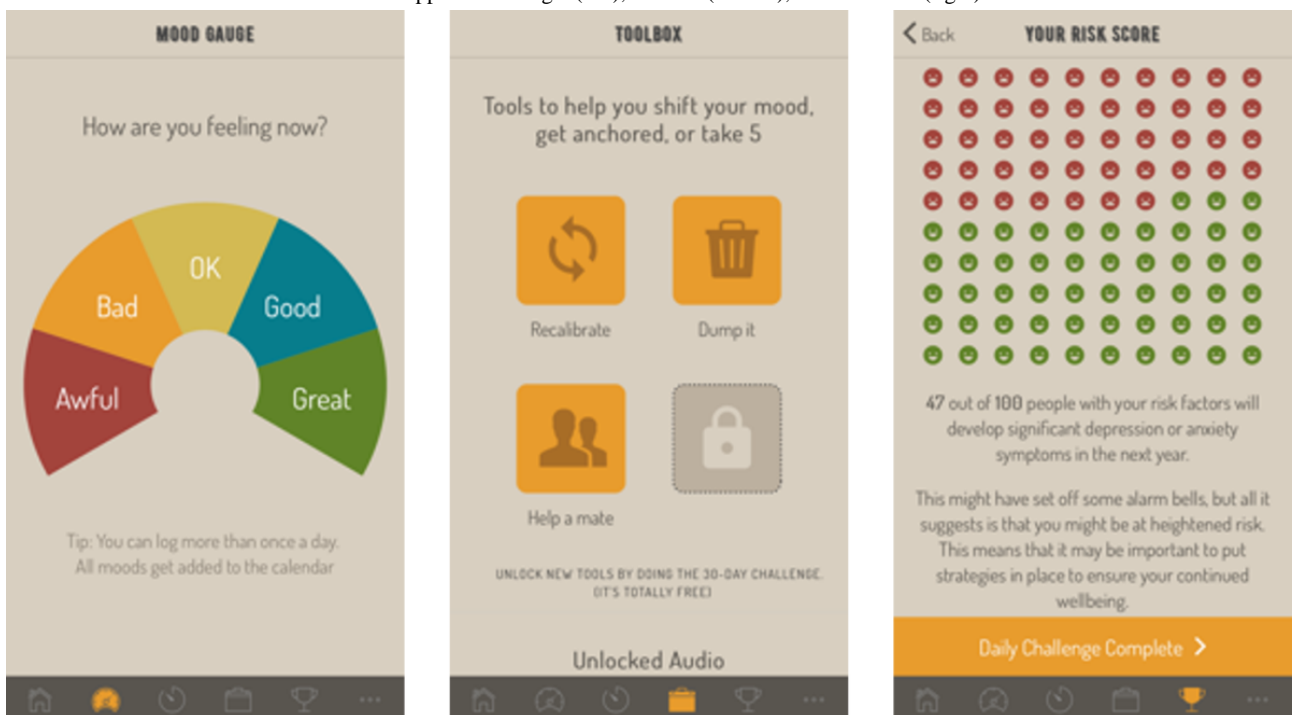 MOOD GAUGE
How are you feeling now?
Awful
Bad
OK
Good
Great
Tip: You can log more than once a day.
All moods get added to the calendar
TOOLBOX
Tools to help you shift your mood,
get anchored, or take 5
Recalibrate
Dump it
Help a mate
UNLOCK NEW TOOLS BY DOING THE 30-DAY CHALLENGE.
(IT'S TOTALLY FREE)
Unlocked Audio
Back
YOUR RISK SCORE
47 out of 100 people with your risk factors will
develop significant depression or anxiety
symptoms in the next year.
This might have set off some alarm bells, but all it
suggests is that you might be at heightened risk.
This means that it may be important to put
strategies in place to ensure your continued
wellbeing.
Daily Challenge Complete